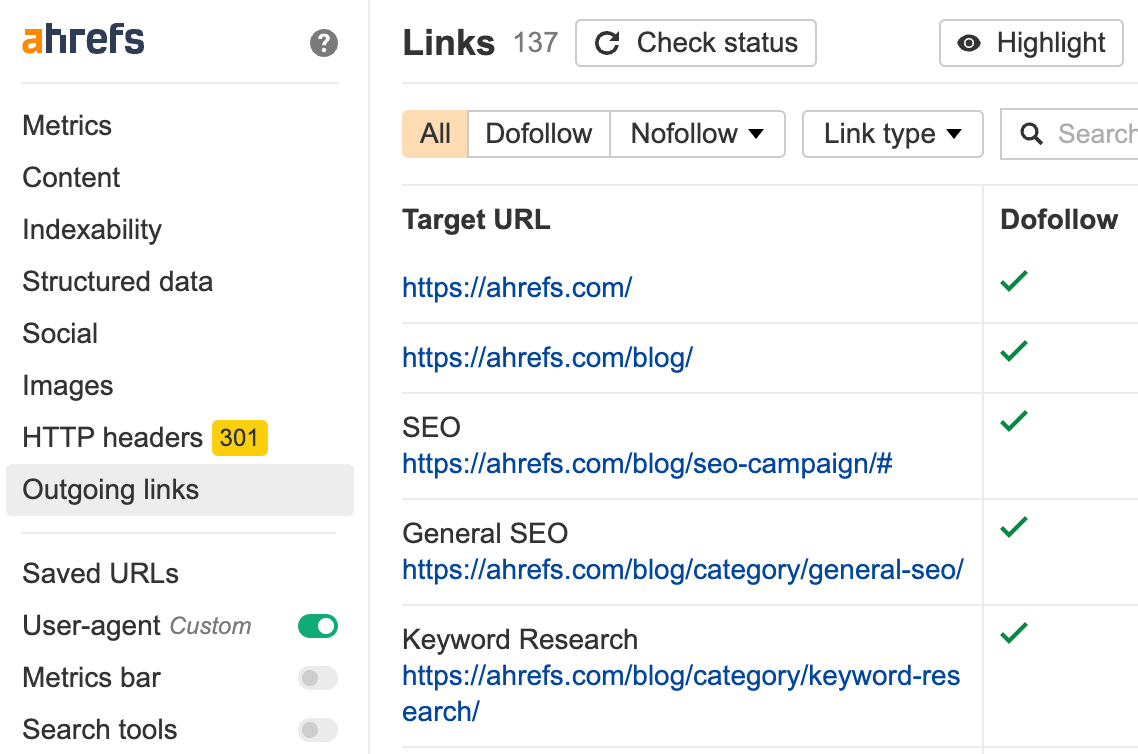 ahrefs ?
Metrics
Content
Indexability
Structured data
Social
Images
HTTP headers 301
Outgoing links
Saved URLs
User-agent Custom
Metrics bar
Search tools
Links 137 Check status Highlight
All Dofollow Nofollow Link type Search
Target URL Dofollow
https://ahrefs.com/
https://ahrefs.com/blog/
SEO
https://ahrefs.com/blog/seo-campaign/#
General SEO
https://ahrefs.com/blog/category/general-seo/
Keyword Research
https://ahrefs.com/blog/category/keyword-res
earch/